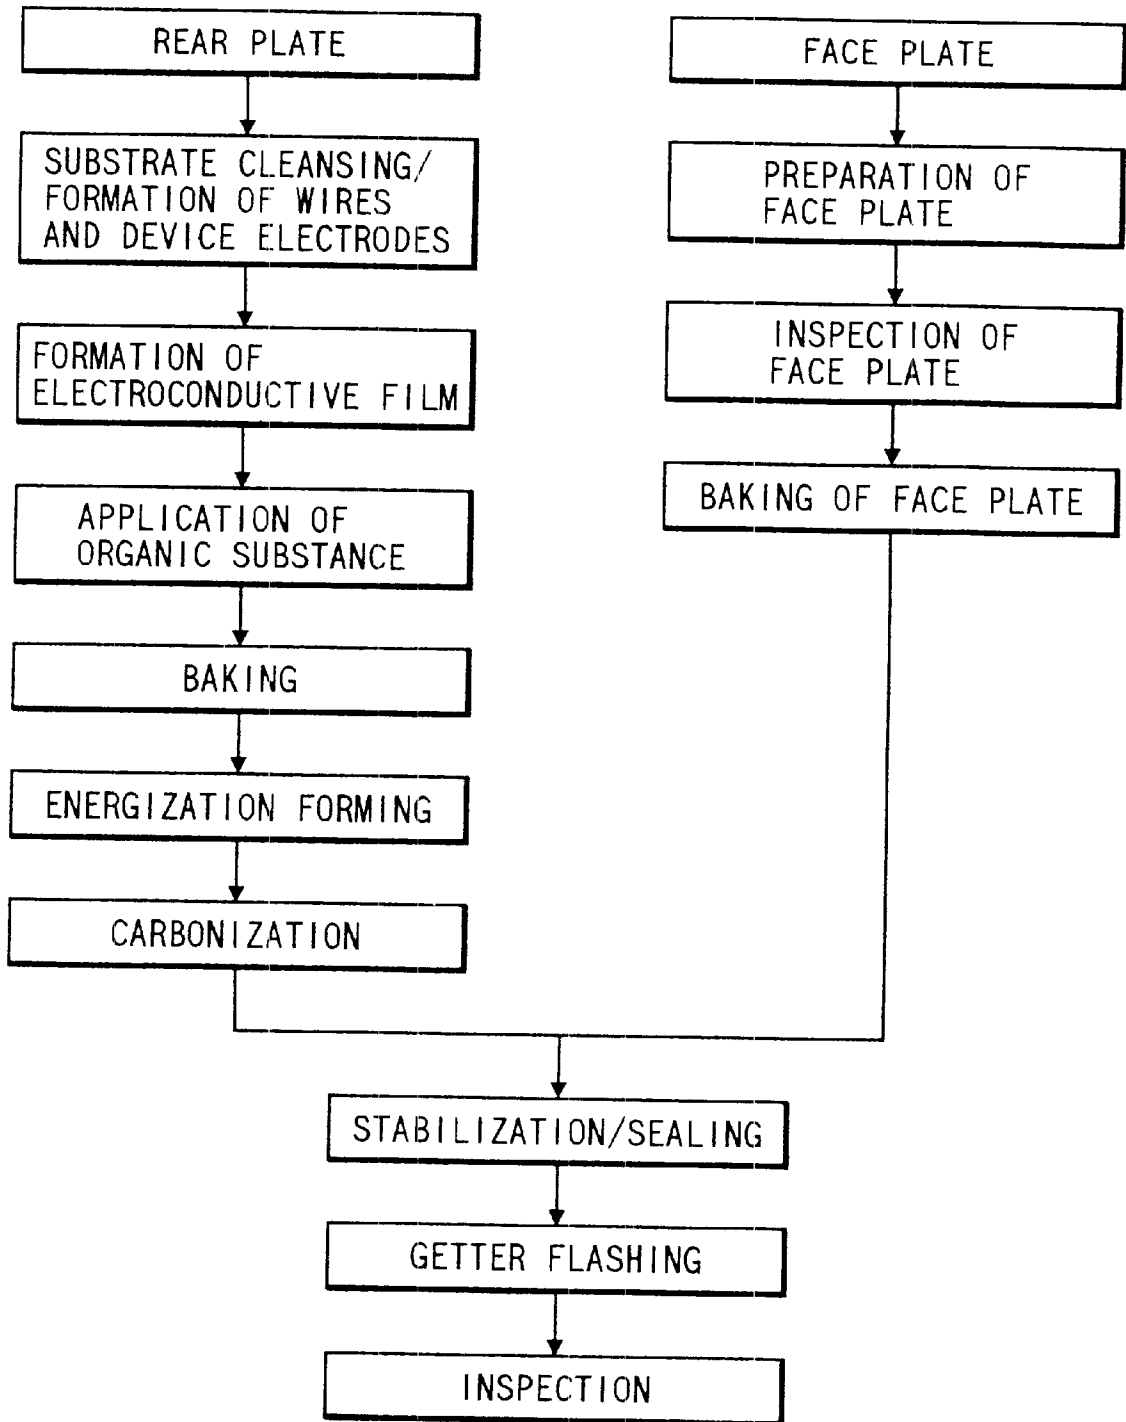 REAR PLATE
SUBSTRATE CLEANSING/
FORMATION OF WIRES
AND DEVICE ELECTRODES
FORMATION OF
ELECTROCONDUCTIVE FILM
APPLICATION OF
ORGANIC SUBSTANCE
BAKING
ENERGIZATION FORMING
CARBONIZATION
FACE PLATE
PREPARATION OF
FACE PLATE
INSPECTION OF
FACE PLATE
BAKING OF FACE PLATE
STABILIZATION/SEALING
GETTER FLASHING
INSPECTION